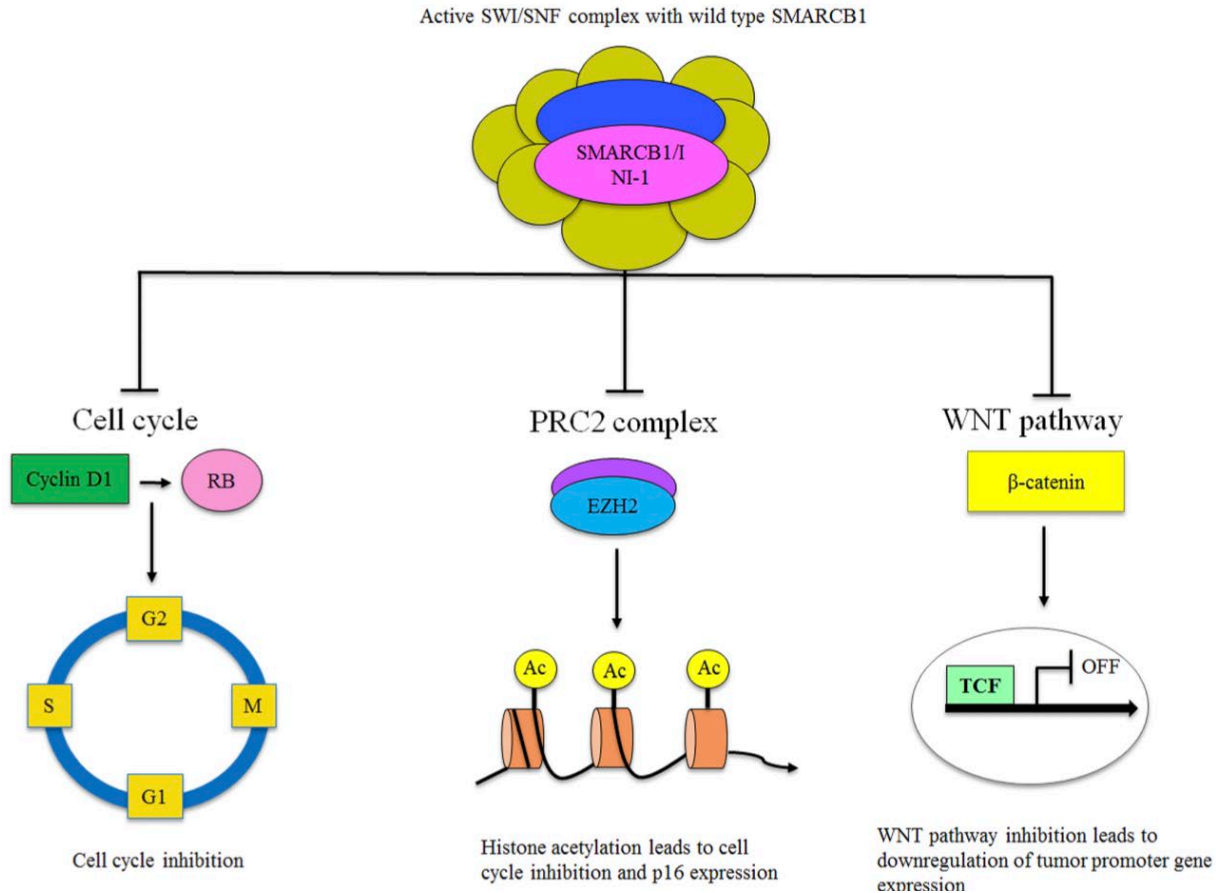 Active SWI/SNF complex with wild type SMARCB1
SMARCB1/I
NI-1
Cell cycle
Cyclin D1
RB
G2
S
M
G1
Cell cycle inhibition
PRC2 complex
EZH2
Ac
Ac
Ac
Histone acetylation leads to cell
cycle inhibition and p16 expression
WNT pathway
β-catenin
TCF
OFF
WNT pathway inhibition leads to
downregulation of tumor promoter gene
expression